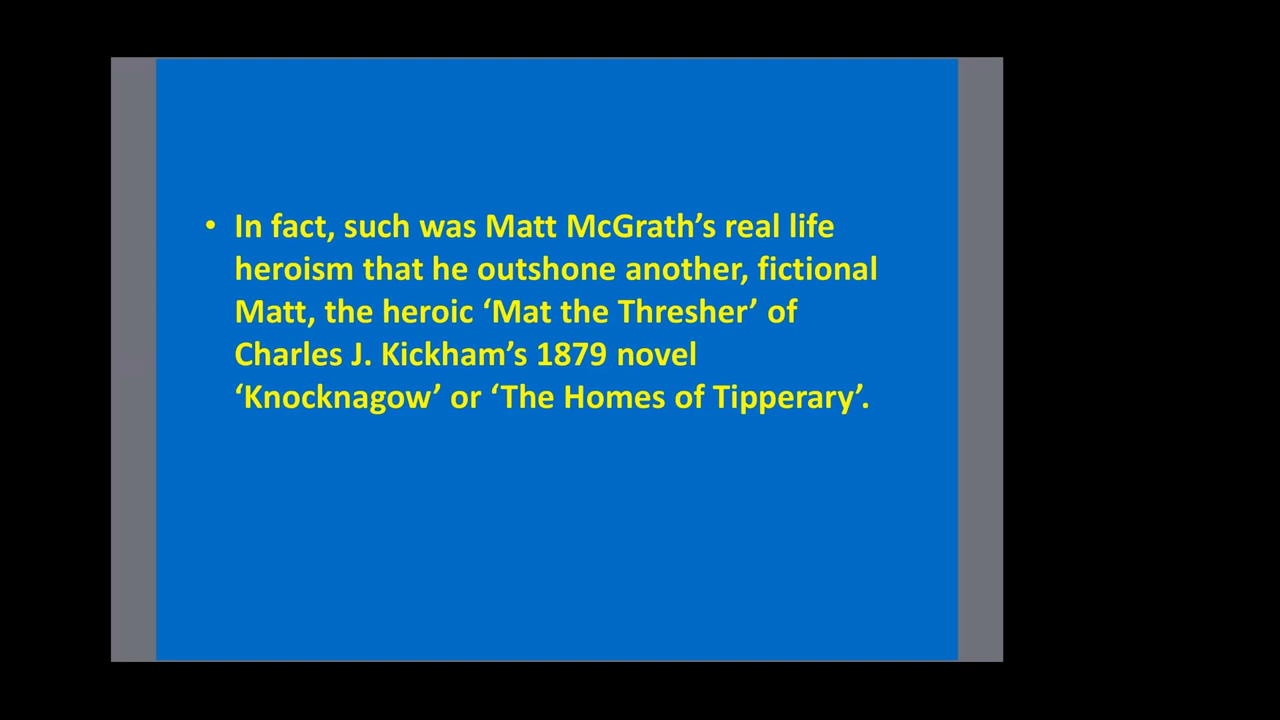 • In fact, such was Matt McGrath’s real life
heroism that he outshone another, fictional
Matt, the heroic ‘Mat the Thresher’ of
Charles J. Kickham’s 1879 novel
‘Knocknagow’ or ‘The Homes of Tipperary’.